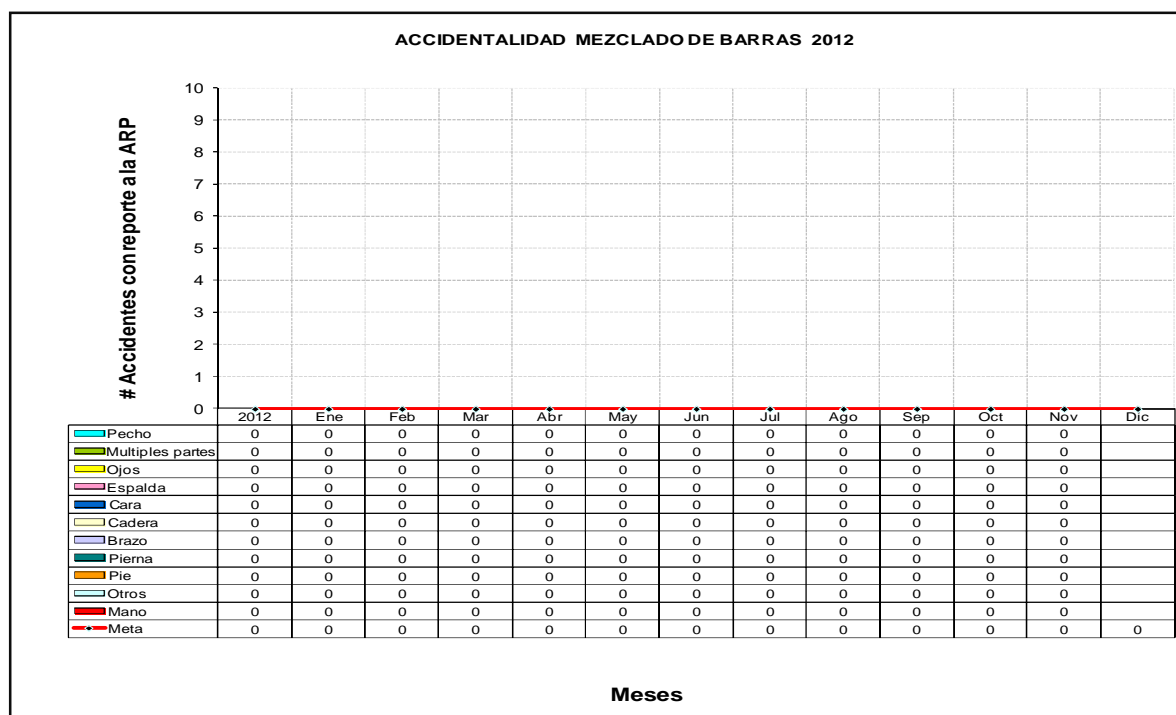 ACCIDENTALIDAD MEZCLADO DE BARRAS 2012
# Accidentes con reporte a la ARP
10
9
8
7
6
5
4
3
2
1
0
2012 Ene Feb Mar Abr May Jun Jul Ago Sep Oct Nov Dic
Pecho 0 0 0 0 0 0 0 0 0 0 0 0
Multiples partes 0 0 0 0 0 0 0 0 0 0 0 0
Ojos 0 0 0 0 0 0 0 0 0 0 0 0
Espalda 0 0 0 0 0 0 0 0 0 0 0 0
Cara 0 0 0 0 0 0 0 0 0 0 0 0
Cadera 0 0 0 0 0 0 0 0 0 0 0 0
Brazo 0 0 0 0 0 0 0 0 0 0 0 0
Pierna 0 0 0 0 0 0 0 0 0 0 0 0
Pie 0 0 0 0 0 0 0 0 0 0 0 0
Otros 0 0 0 0 0 0 0 0 0 0 0 0
Mano 0 0 0 0 0 0 0 0 0 0 0 0
Meta 0 0 0 0 0 0 0 0 0 0 0 0 0
Meses